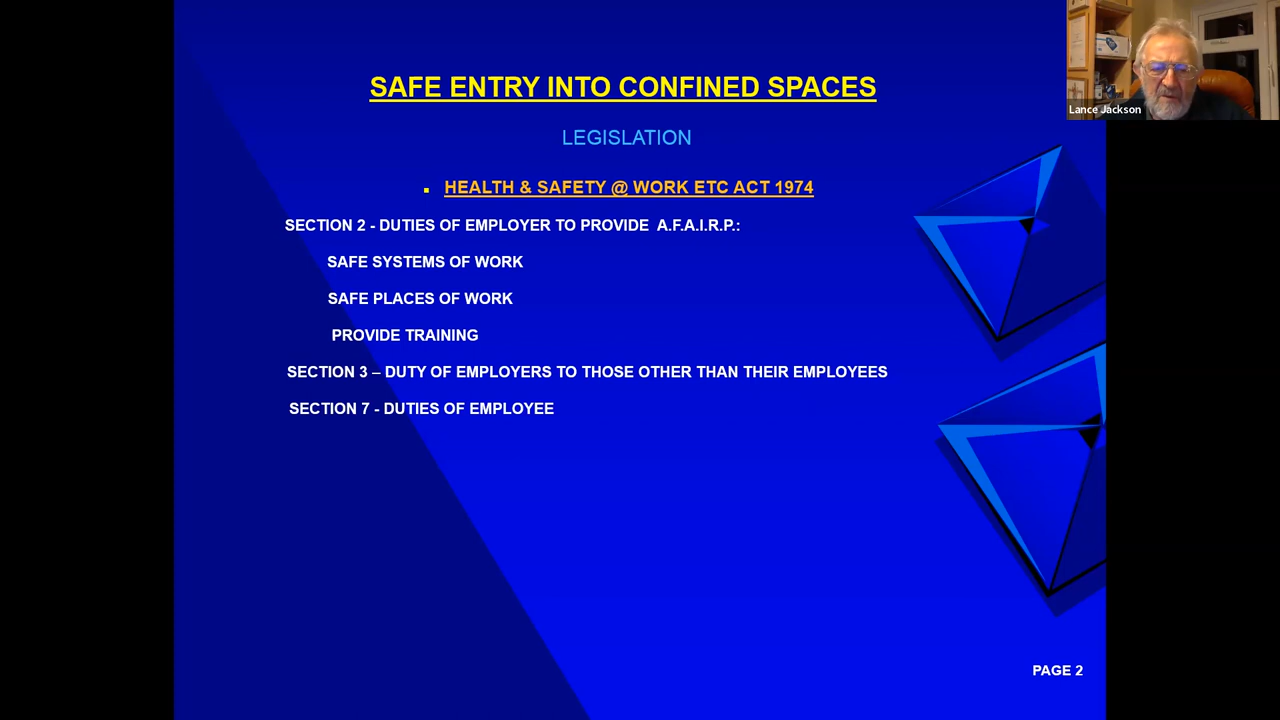 SAFE ENTRY INTO CONFINED SPACES
Lance Jackson
LEGISLATION
▪ HEALTH & SAFETY @ WORK ETC ACT 1974
SECTION 2 - DUTIES OF EMPLOYER TO PROVIDE A.F.A.I.R.P.:
SAFE SYSTEMS OF WORK
SAFE PLACES OF WORK
PROVIDE TRAINING
SECTION 3 – DUTY OF EMPLOYERS TO THOSE OTHER THAN THEIR EMPLOYEES
SECTION 7 - DUTIES OF EMPLOYEE
PAGE 2